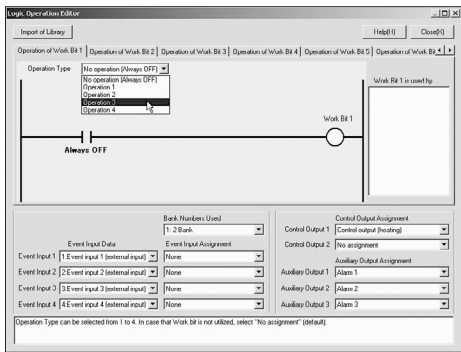 Logic Operation Editor
Import of Library Help(H) Close(X)
Operation of Work Bit 1 Operation of Work Bit 2 Operation of Work Bit 3 Operation of Work Bit 4 Operation of Work Bit 5 Operation of Work Bit
Operation Type No operation (Always OFF)
No operation (Always OFF)
Operation 1
Operation 2
Operation 3
Operation 4
Work Bit 1 is used by ...
Work Bit 1
Always OFF
Bank Numbers Used
1: 2 Bank
Event Input Data Event Input Assignment
Event Input 1 1:Event input 1 (external input) None
Event Input 2 2:Event input 2 (external input) None
Event Input 3 3:Event input 3 (external input) None
Event Input 4 4:Event input 4 (external input) None
Control Output Assignment
Control Output 1 Control output (heating)
Control Output 2 No assignment
Auxiliary Output Assignment
Auxiliary Output 1 Alarm 1
Auxiliary Output 2 Alarm 2
Auxiliary Output 3 Alarm 3
Operation Type can be selected from 1 to 4. In case that Work bit is not utilized, select "No assignment" (default).